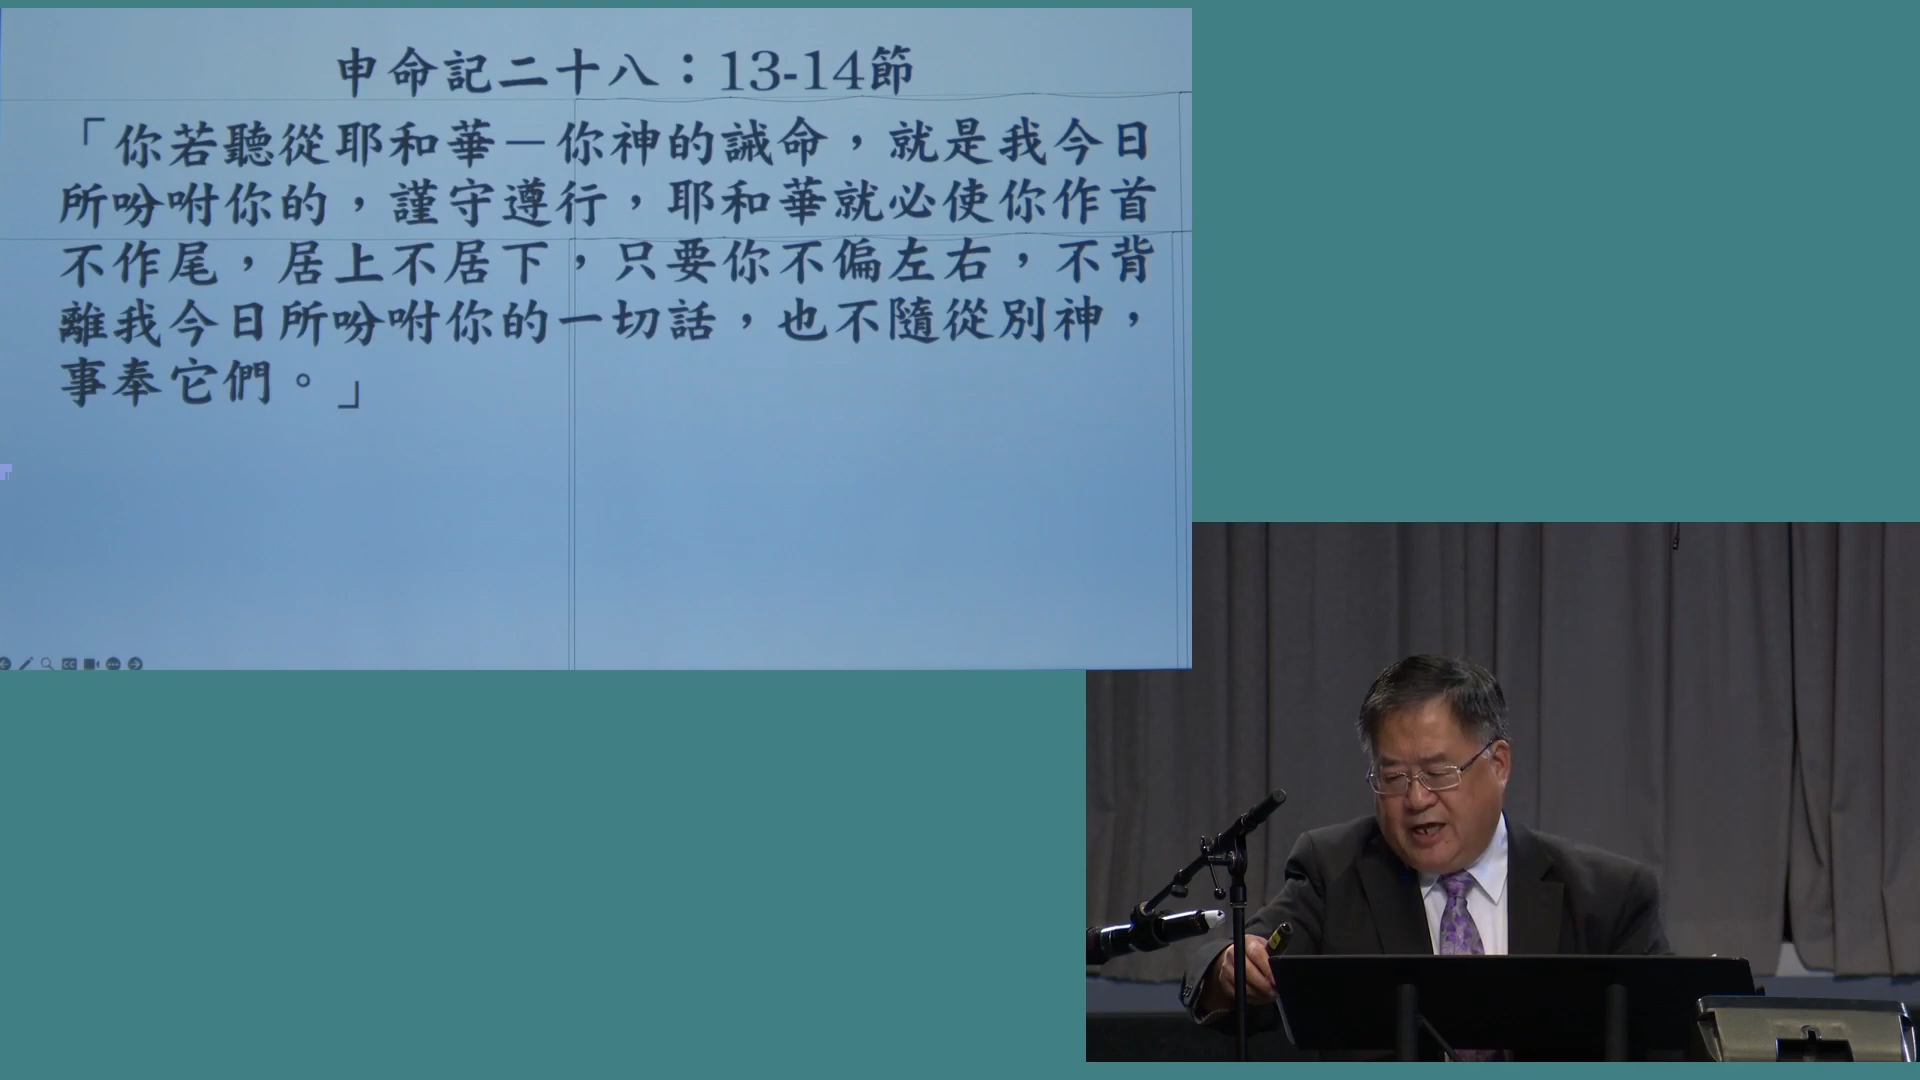 申命記二十八：13-14節
「你若聽從耶和華－你神的誡命，就是我今日
所吩咐你的，謹守遵行，耶和華就必使你作首
不作尾，居上不居下，只要你不偏左右，不背
離我今日所吩咐你的一切話，也不隨從別神，
事奉它們。」